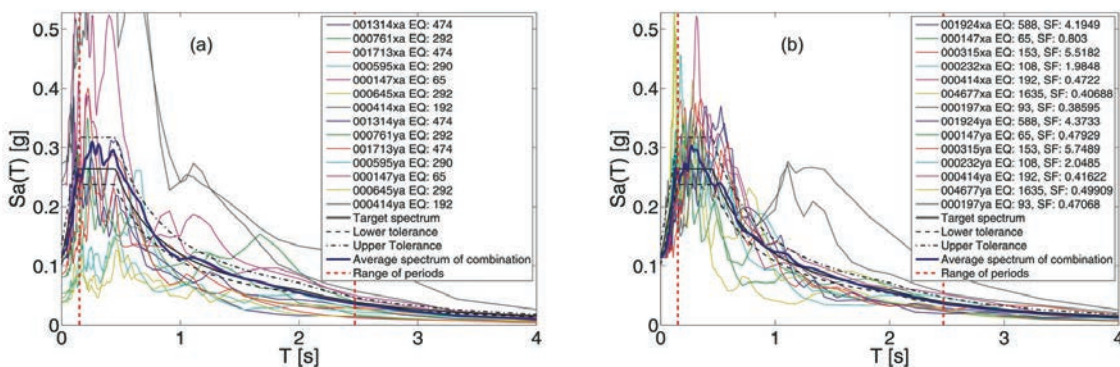 (a)
001314xa EQ: 474
000761xa EQ: 292
001713xa EQ: 474
000595xa EQ: 290
000147xa EQ: 65
000645xa EQ: 292
000414xa EQ: 192
001314ya EQ: 474
000761ya EQ: 292
001713ya EQ: 474
000595ya EQ: 290
000147ya EQ: 65
000645ya EQ: 292
000414ya EQ: 192
Target spectrum
Lower tolerance
Upper Tolerance
Average spectrum of combination
Range of periods
Sa(T) [g]
0.5
0.4
0.3
0.2
0.1
0
0 1 2 3 4
T [s]
(b)
001924xa EQ: 588, SF: 4.1949
000147xa EQ: 65, SF: 0.803
000315xa EQ: 153, SF: 5.5182
000232xa EQ: 108, SF: 1.9848
000414xa EQ: 192, SF: 0.4722
004677xa EQ: 1635, SF: 0.40688
000197xa EQ: 93, SF: 0.38595
001924ya EQ: 588, SF: 4.3733
000147ya EQ: 65, SF: 0.47929
000315ya EQ: 153, SF: 5.7489
000232ya EQ: 108, SF: 2.0485
000414ya EQ: 192, SF: 0.41622
004677ya EQ: 1635, SF: 0.49909
000197ya EQ: 93, SF: 0.47068
Target spectrum
Lower tolerance
Upper Tolerance
Average spectrum of combination
Range of periods
Sa(T) [g]
0.5
0.4
0.3
0.2
0.1
0
0 1 2 3 4
T [s]